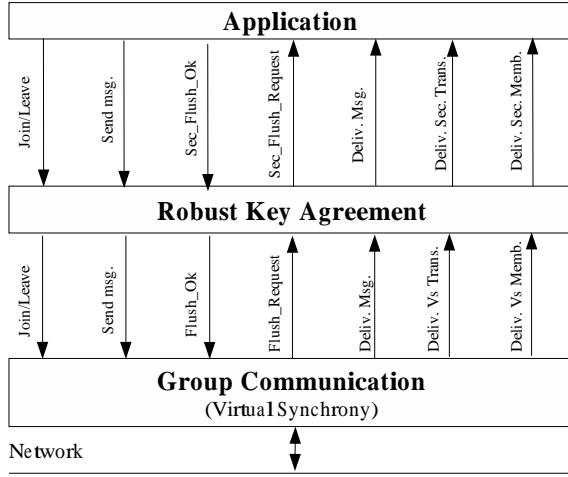 Application
Join/Leave
Send msg.
Sec_Flush_Ok
Sec_Flush_Request
Deliv. Msg.
Deliv. Sec. Trans.
Deliv. Sec. Memb.
Robust Key Agreement
Join/Leave
Send msg.
Flush_Ok
Flush_Request
Deliv. Msg.
Deliv. Vs Trans.
Deliv. Vs Memb.
Group Communication
(Virtual Synchrony)
Network